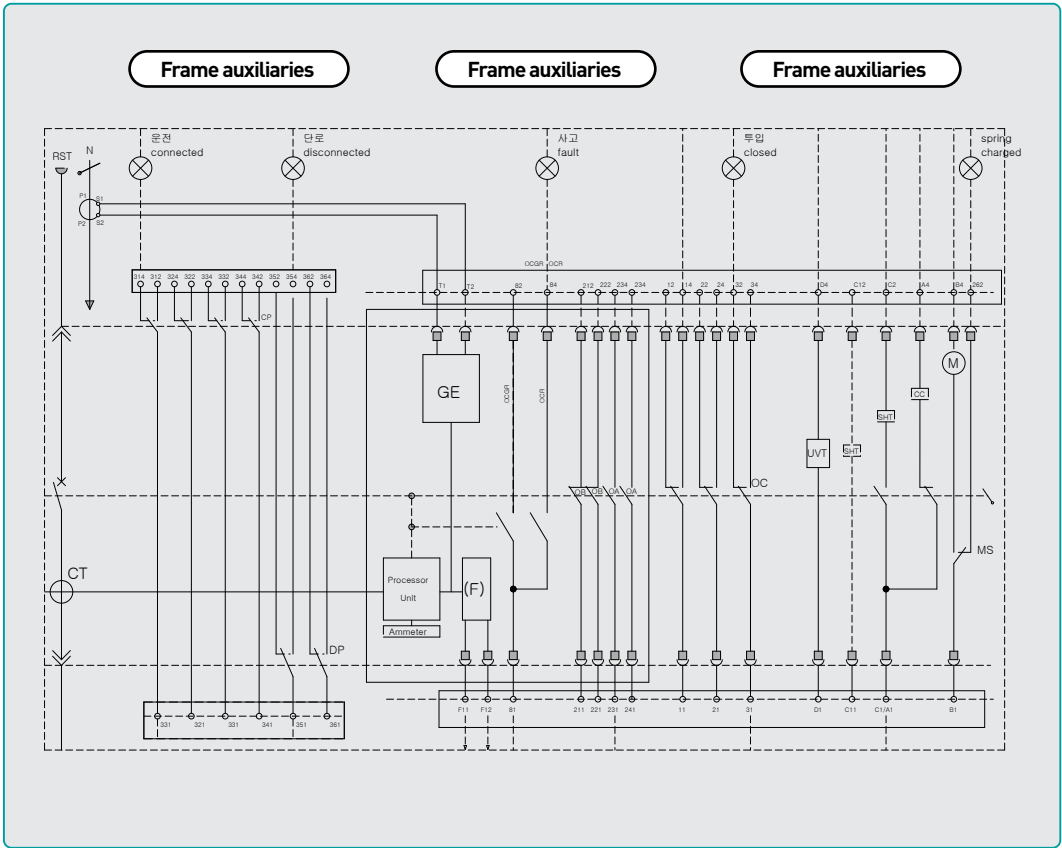 Frame auxiliaries
Frame auxiliaries
Frame auxiliaries
운전
connected
단로
disconnected
사고
fault
투입
closed
spring
charged
RST
N
P1
S1
P2
S2
OCGR
OCR
314 312 324 322 334 332 344 342 352 354 362 364
T1 T2 82 84 212 222 234 234 12 14 22 24 32 34 D4 C12 C2 A4 B4 262
CP
GE
OCGR
OCR
M
CC
SHT
UVT
SHT
OB OB OA OA
OC
MS
CT
Processor
Unit
(F)
Ammeter
DP
331 321 331 341 351 361
F11 F12 81 211 221 231 241 11 21 31 D1 C11 C1/A1 B1